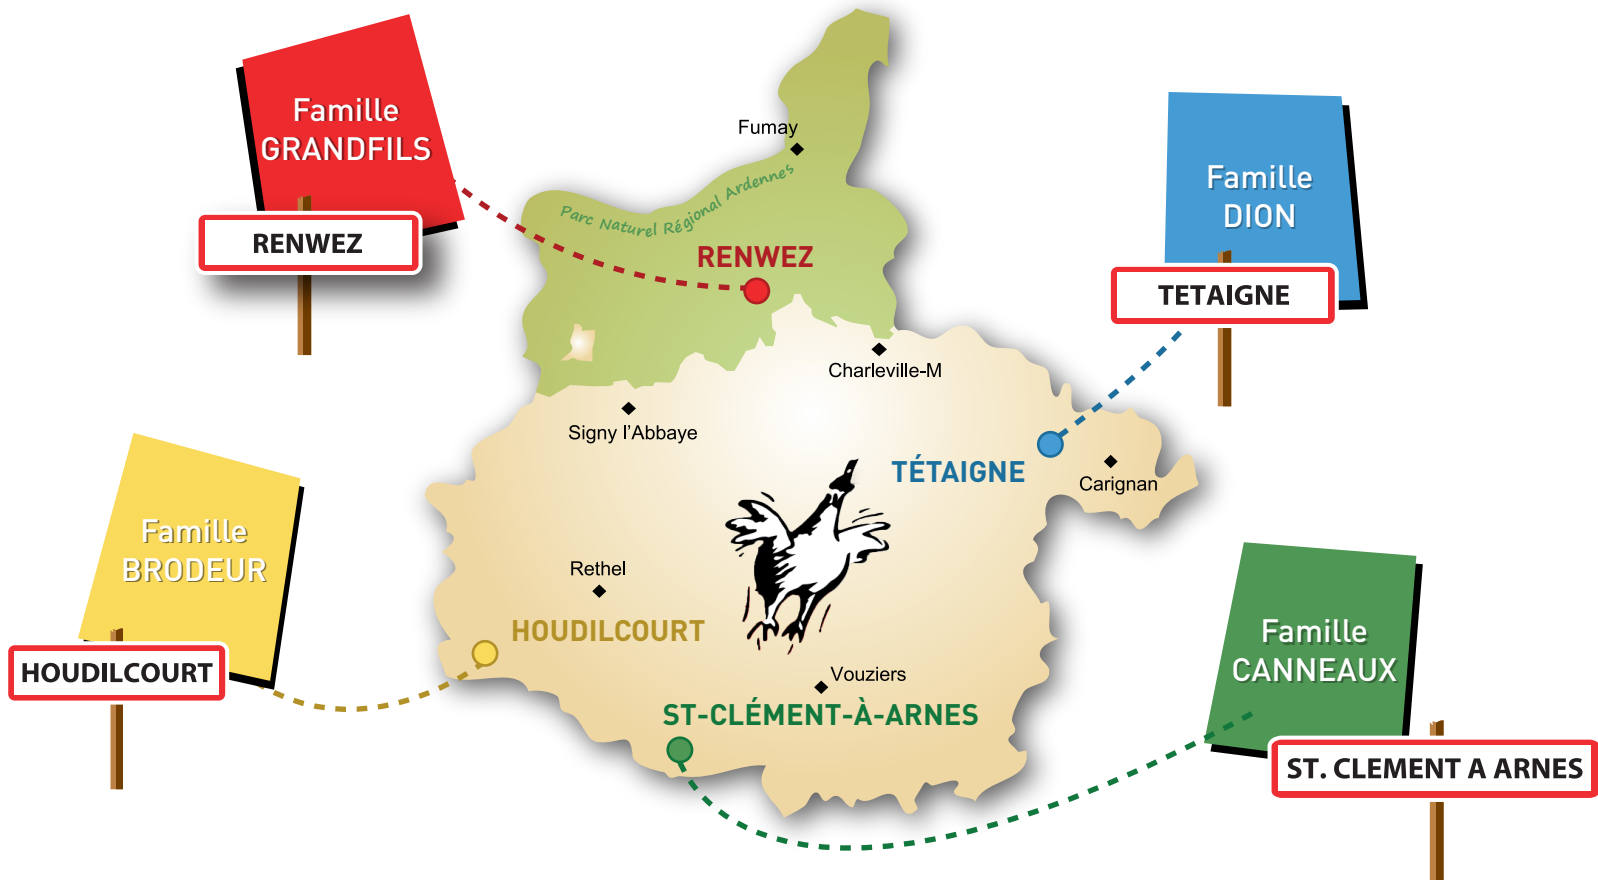 Famille
GRANDFILS
RENWEZ
Fumay
Parc Naturel Régional Ardennes
RENWEZ
Famille
DION
TETAIGNE
Charleville-M
Signy l'Abbaye
TÉTAIGNE
Carignan
Famille
BRODEUR
HOUDILCOURT
Rethel
HOUDILCOURT
Vouziers
ST-CLÉMENT-À-ARNES
Famille
CANNEAUX
ST. CLEMENT A ARNES